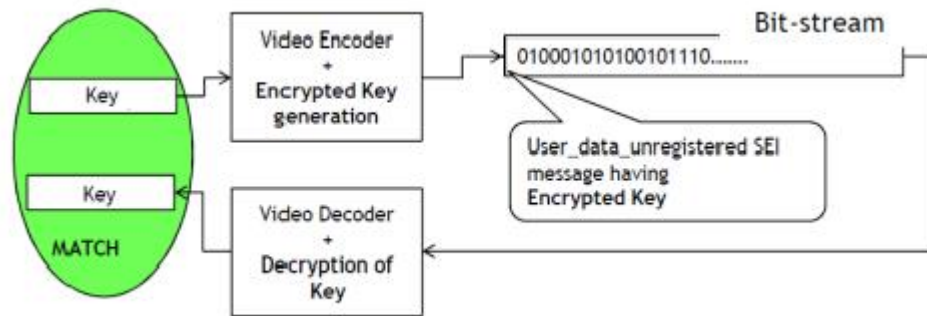 Key
Video Encoder
+
Encrypted Key
generation
Bit-stream
010001010100101110.......
User_data_unregistered SEI
message having
Encrypted Key
Key
MATCH
Video Decoder
+
Decryption of
Key